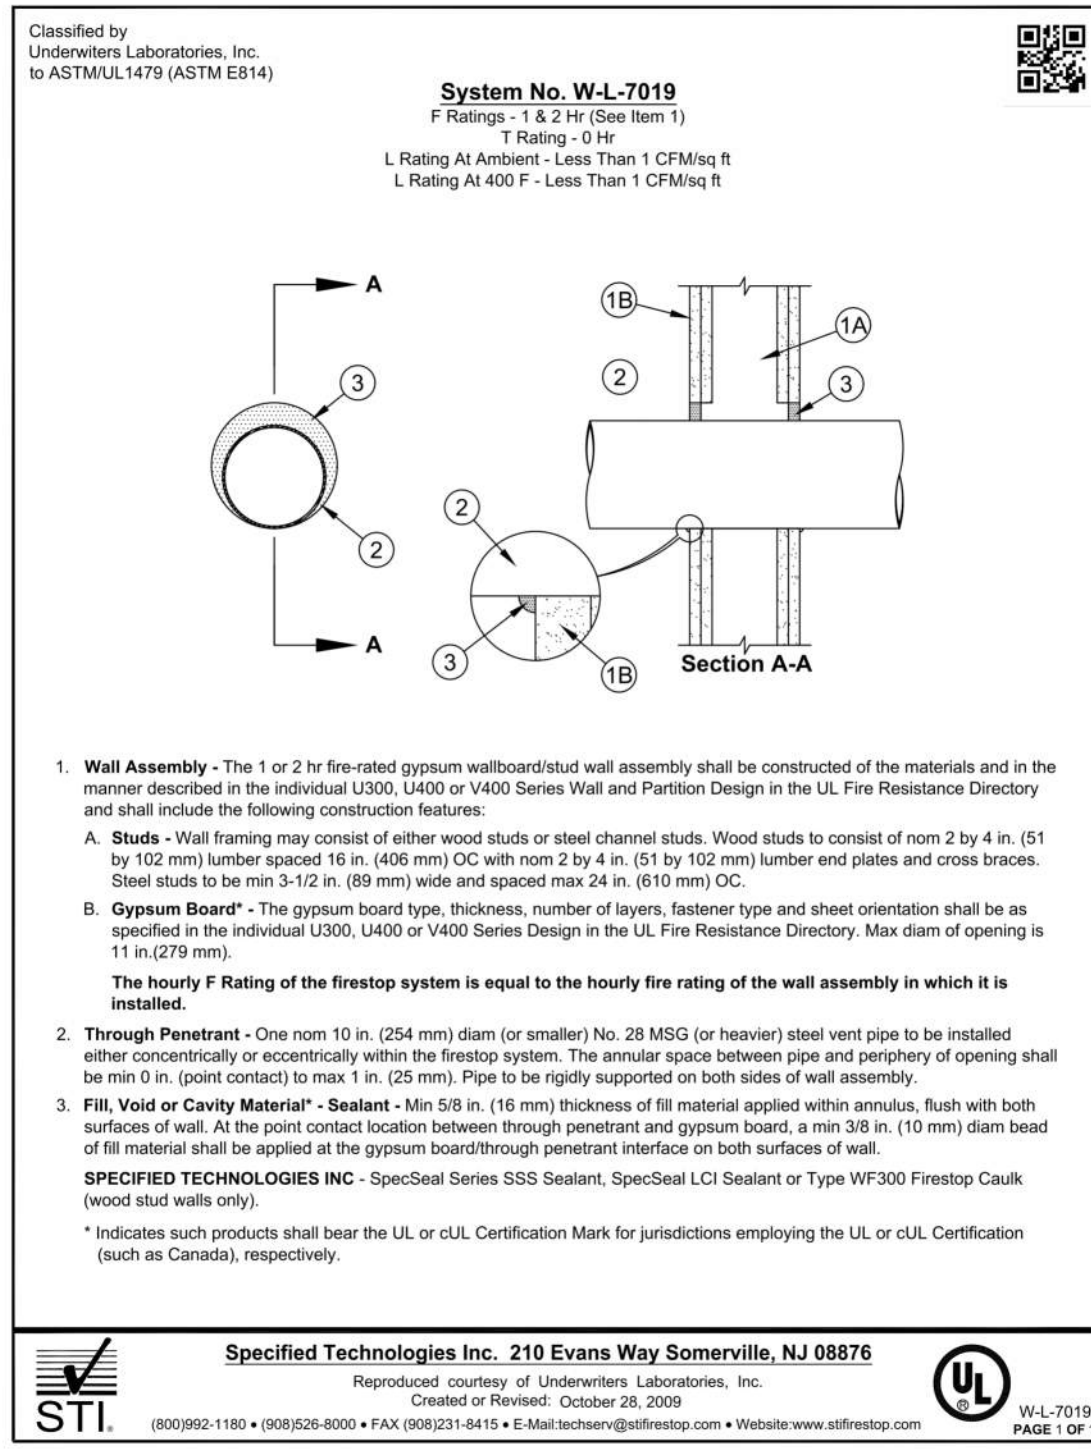 Classified by
Underwiters Laboratories, Inc.
to ASTM/UL1479 (ASTM E814)
System No. W-L-7019
F Ratings - 1 & 2 Hr (See Item 1)
T Rating - 0 Hr
L Rating At Ambient - Less Than 1 CFM/sq ft
L Rating At 400 F - Less Than 1 CFM/sq ft
A
3
2
A
1B
1A
2
3
2
3
1B
Section A-A
1. Wall Assembly - The 1 or 2 hr fire-rated gypsum wallboard/stud wall assembly shall be constructed of the materials and in the
manner described in the individual U300, U400 or V400 Series Wall and Partition Design in the UL Fire Resistance Directory
and shall include the following construction features:
A. Studs - Wall framing may consist of either wood studs or steel channel studs. Wood studs to consist of nom 2 by 4 in. (51
by 102 mm) lumber spaced 16 in. (406 mm) OC with nom 2 by 4 in. (51 by 102 mm) lumber end plates and cross braces.
Steel studs to be min 3-1/2 in. (89 mm) wide and spaced max 24 in. (610 mm) OC.
B. Gypsum Board* - The gypsum board type, thickness, number of layers, fastener type and sheet orientation shall be as
specified in the individual U300, U400 or V400 Series Design in the UL Fire Resistance Directory. Max diam of opening is
11 in.(279 mm).
The hourly F Rating of the firestop system is equal to the hourly fire rating of the wall assembly in which it is
installed.
2. Through Penetrant - One nom 10 in. (254 mm) diam (or smaller) No. 28 MSG (or heavier) steel vent pipe to be installed
either concentrically or eccentrically within the firestop system. The annular space between pipe and periphery of opening shall
be min 0 in. (point contact) to max 1 in. (25 mm). Pipe to be rigidly supported on both sides of wall assembly.
3. Fill, Void or Cavity Material* - Sealant - Min 5/8 in. (16 mm) thickness of fill material applied within annulus, flush with both
surfaces of wall. At the point contact location between through penetrant and gypsum board, a min 3/8 in. (10 mm) diam bead
of fill material shall be applied at the gypsum board/through penetrant interface on both surfaces of wall.
SPECIFIED TECHNOLOGIES INC - SpecSeal Series SSS Sealant, SpecSeal LCI Sealant or Type WF300 Firestop Caulk
(wood stud walls only).
* Indicates such products shall bear the UL or cUL Certification Mark for jurisdictions employing the UL or cUL Certification
(such as Canada), respectively.
STI®
Specified Technologies Inc. 210 Evans Way Somerville, NJ 08876
Reproduced courtesy of Underwriters Laboratories, Inc.
Created or Revised: October 28, 2009
(800)992-1180 • (908)526-8000 • FAX (908)231-8415 • E-Mail:techserv@stifirestop.com • Website:www.stifirestop.com
UL ®
W-L-7019
PAGE 1 OF